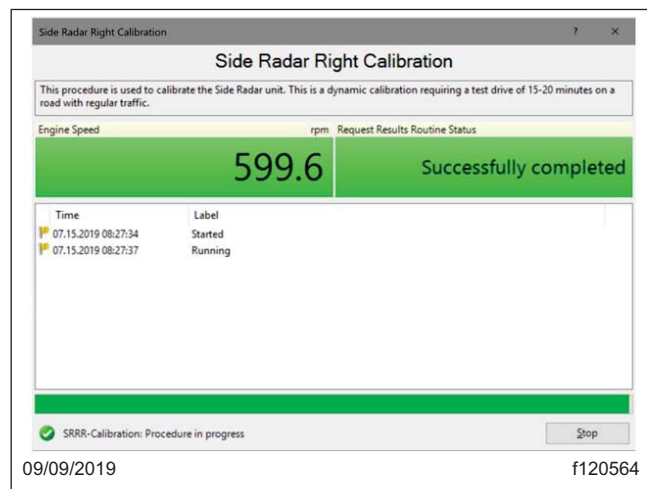 Side Radar Right Calibration ? ×
Side Radar Right Calibration
This procedure is used to calibrate the Side Radar unit. This is a dynamic calibration requiring a test drive of 15-20 minutes on a
road with regular traffic.
Engine Speed rpm Request Results Routine Status
599.6 Successfully completed
Time Label
07.15.2019 08:27:34 Started
07.15.2019 08:27:37 Running
SRRR-Calibration: Procedure in progress Stop
09/09/2019 f120564